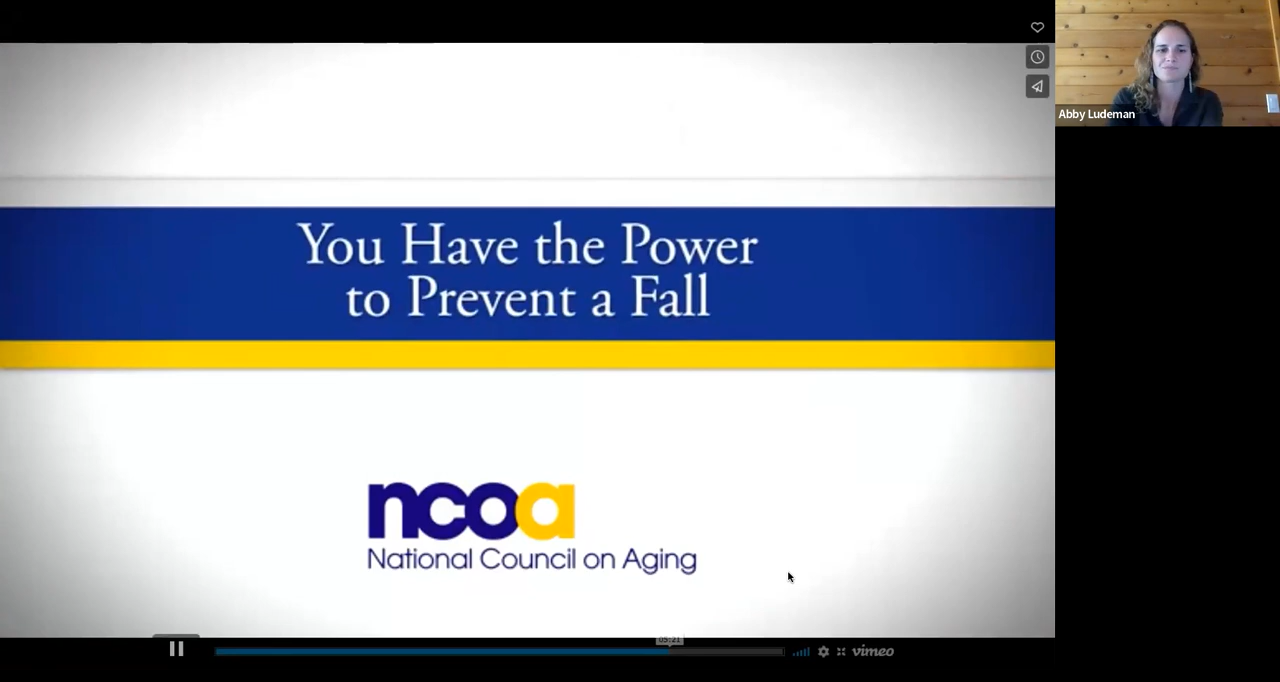 You Have the Power
to Prevent a Fall
ncoa
National Council on Aging
vimeo
Abby Ludeman